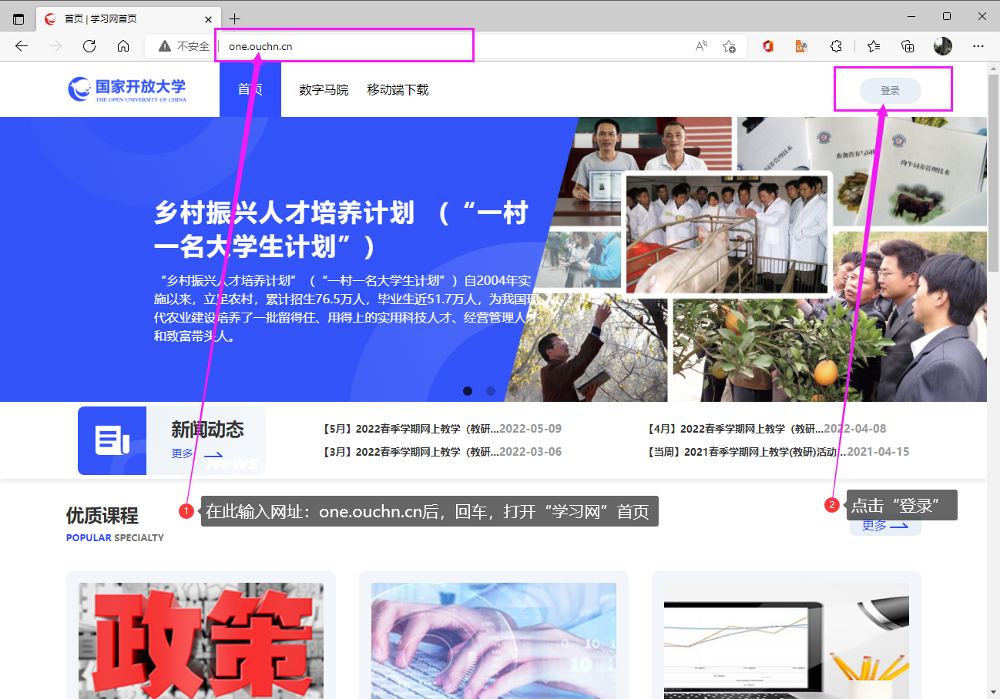 首页 | 学习网首页
不安全
one.ouchn.cn
国家开放大学
THE OPEN UNIVERSITY OF CHINA
首页
数字马院
移动端下载
登录
乡村振兴人才培养计划 （“一村
一名大学生计划”）
“乡村振兴人才培养计划”（“一村一名大学生计划”）自2004年实
施以来，立足农村，累计招生76.5万人，毕业生近51.7万人，为我国现
代农业建设培养了一批留得住、用得上的实用科技人才、经营管理人才
和致富带头人。
肉牛饲养管理技术
新闻动态
更多
News
【5月】2022春季学期网上教学（教研...2022-05-09
【4月】2022春季学期网上教学（教研...2022-04-08
【3月】2022春季学期网上教学（教研...2022-03-06
【当周】2021春季学期网上教学(教研)活动...2021-04-15
1
在此输入网址：one.ouchn.cn后，回车，打开“学习网”首页
2
点击“登录”
优质课程
POPULAR SPECIALTY
更多
政策